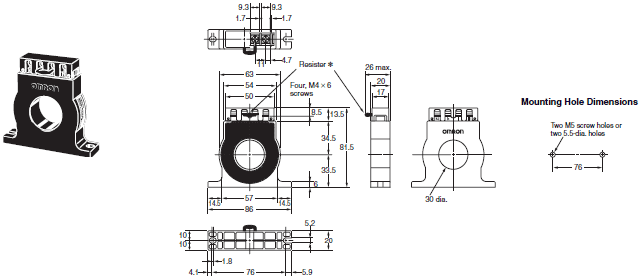 9.3 9.3
1.7 1.7
4.7
11
Resister *
63
54
50
Four, M4 × 6
screws
8.5
13.5
34.5
81.5
33.5
6
14.5 57 14.5
86
26 max.
20
17
omron
omron
30 dia.
Mounting Hole Dimensions
Two M5 screw holes or
two 5.5-dia. holes
76
5.2
10
10
20
1.8
4.1 76 5.9